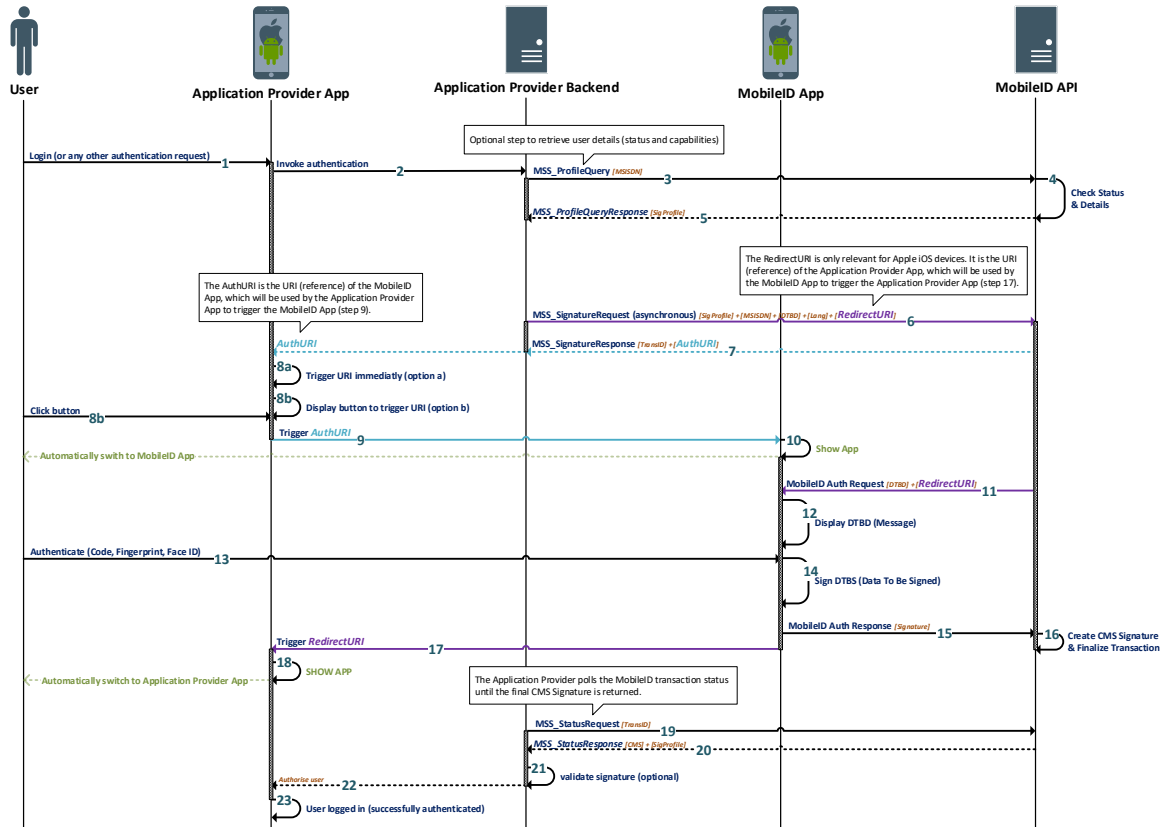 User
Application Provider App
Application Provider Backend
MobileID App
MobileID API
Optional step to retrieve user details (status and capabilities)
Login (or any other authentication request)
1
Invoke authentication
2
MSS_ProfileQuery [MSISDN]
3
4
Check Status
& Details
MSS_ProfileQueryResponse [SigProfile]
5
The RedirectURI is only relevant for Apple iOS devices. It is the URI
(reference) of the Application Provider App, which will be used by
the MobileID App to trigger the Application Provider App (step 17).
The AuthURI is the URI (reference) of the MobileID
App, which will be used by the Application Provider
App to trigger the MobileID App (step 9).
MSS_SignatureRequest (asynchronous) [SigProfile] +[MSISDN] + [DTBD] + [Lang] + [RedirectURI]
6
AuthURI
MSS_SignatureResponse [TransID] +[AuthURI]
7
8a
Trigger URI immediatly (option a)
8b
Display button to trigger URI (option b)
Click button
8b
Trigger AuthURI
9
10
Show App
Automatically swith to MobileID App
MobileID Auth Request [DTBD] +[RedirectURI]
11
12
Display DTBD (Message)
Authenticate (Code, Fingerprint, Face ID)
13
14
Sign DTBS (Data To Be Signed)
MobileID Auth Response [Signature]
15
16
Create CMS Signature
& Finalize Transaction
Trigger RedirectURI
17
18
SHOW APP
Automatically switch to Application Provider App
The Application Provider polls the MobileID transaction status
until the final CMS Signature is returned.
MSS_StatusRequest [TransID]
19
MSS_StatusResponse [CMS] + [SigProfile]
20
21
validate signature (optional)
Authorise user
22
23
User logged in (successfully authenticated)